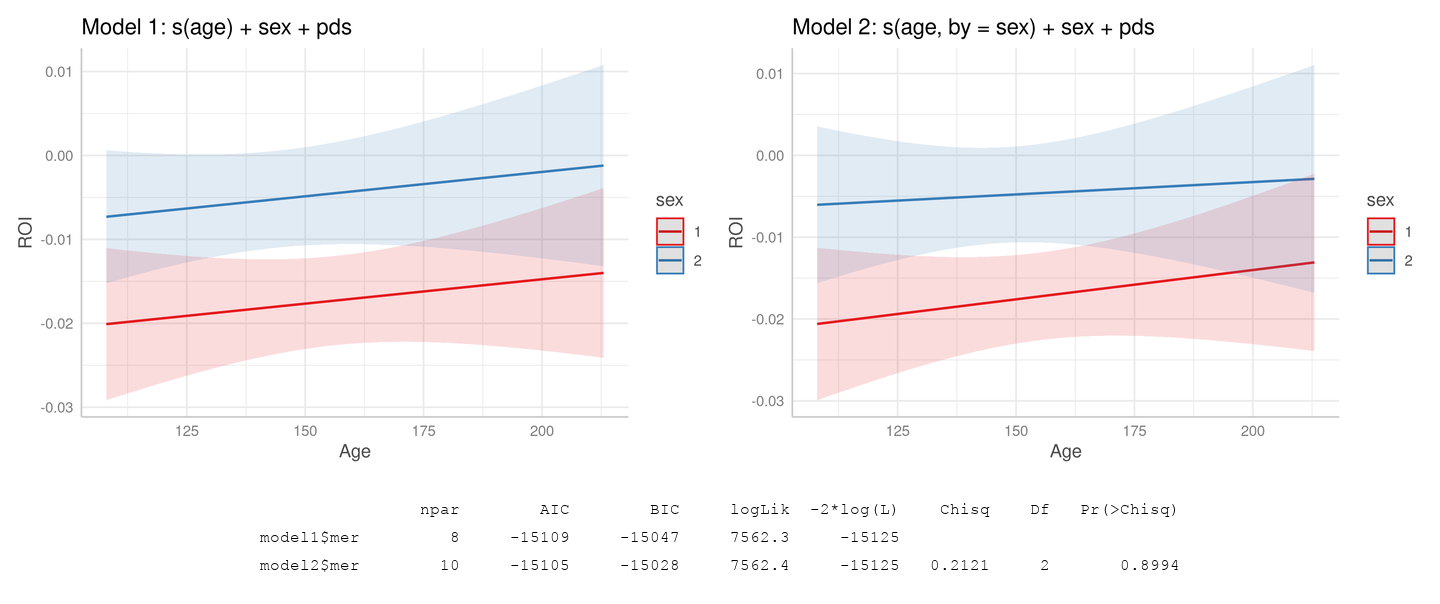 Model 1: s(age) + sex + pds
0.01
0.00
-0.01
-0.02
-0.03
ROI
125 150 175 200
Age
sex
1
2
Model 2: s(age, by = sex) + sex + pds
0.01
0.00
-0.01
-0.02
-0.03
ROI
125 150 175 200
Age
sex
1
2
npar AIC BIC logLik -2*log(L) Chisq Df Pr(>Chisq)
model1$mer 8 -15109 -15047 7562.3 -15125
model2$mer 10 -15105 -15028 7562.4 -15125 0.2121 2 0.8994